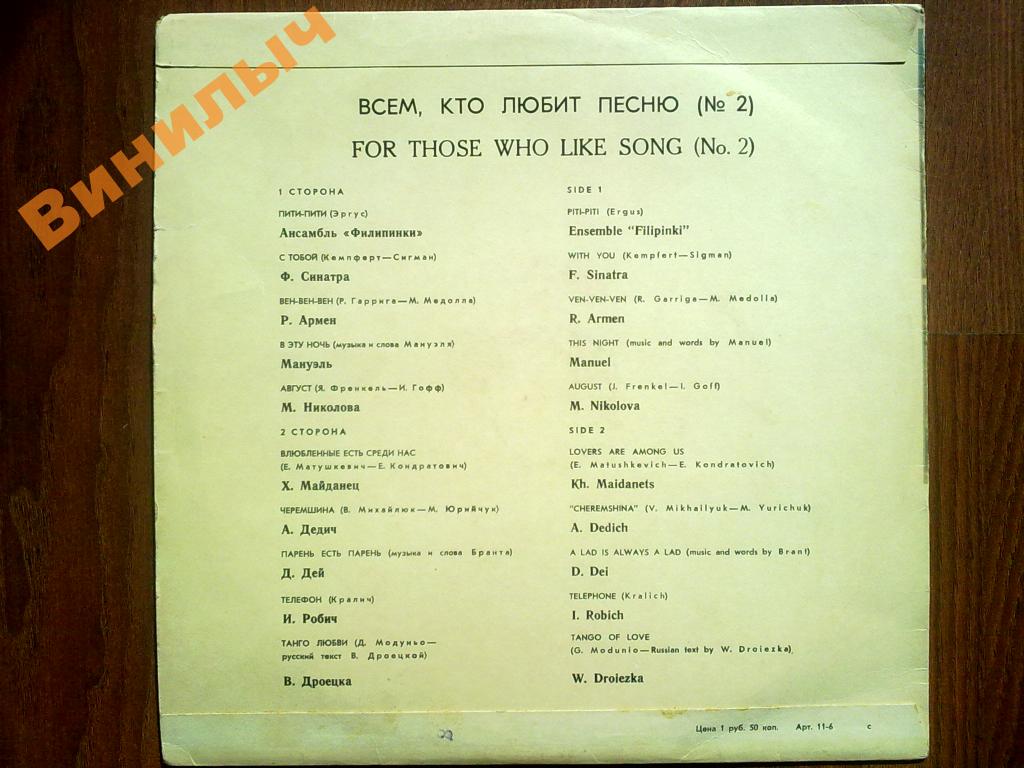 Винилыч
ВСЕМ, КТО ЛЮБИТ ПЕСНЮ (№ 2)
FOR THOSE WHO LIKE SONG (No. 2)
1 СТОРОНА
ПИТИ-ПИТИ (Эргус)
Ансамбль «Филипинки»
С ТОБОЙ (Кемпферт—Сигман)
Ф. Синатра
ВЕН-ВЕН-ВЕН (Р. Гаррига—М. Медолла)
Р. Армен
В ЭТУ НОЧЬ (музыка и слова Мануэля)
Мануэль
АВГУСТ (Я. Френкель—И. Гофф)
М. Николова
2 СТОРОНА
ВЛЮБЛЕННЫЕ ЕСТЬ СРЕДИ НАС
(Е. Матушкевич—Е. Кондратович)
Х. Майданец
ЧЕРЕМШИНА (В. Михайлюк—М. Юрийчук)
А. Дедич
ПАРЕНЬ ЕСТЬ ПАРЕНЬ (музыка и слова Бранта)
Д. Дей
ТЕЛЕФОН (Кралич)
И. Робич
ТАНГО ЛЮБВИ (Д. Модуньо—
русский текст В. Дроецкой)
В. Дроецка
SIDE 1
PITI-PITI (Ergus)
Ensemble "Filipinki"
WITH YOU (Kempfert—Sigman)
F. Sinatra
VEN-VEN-VEN (R. Garriga—M. Medolla)
R. Armen
THIS NIGHT (music and words by Manuel)
Manuel
AUGUST (J. Frenkel—I. Goff)
M. Nikolova
SIDE 2
LOVERS ARE AMONG US
(E. Matushkevich—E. Kondratovich)
Kh. Maidanets
"CHEREMSHINA" (V. Mikhailyuk—M. Yurichuk)
A. Dedich
A LAD IS ALWAYS A LAD (music and words by Brant)
D. Dei
TELEPHONE (Kralich)
I. Robich
TANGO OF LOVE
(G. Modunio—Russian text by W. Droiezka)
W. Droiezka
Цена 1 руб. 50 коп. Арт. 11-6 с